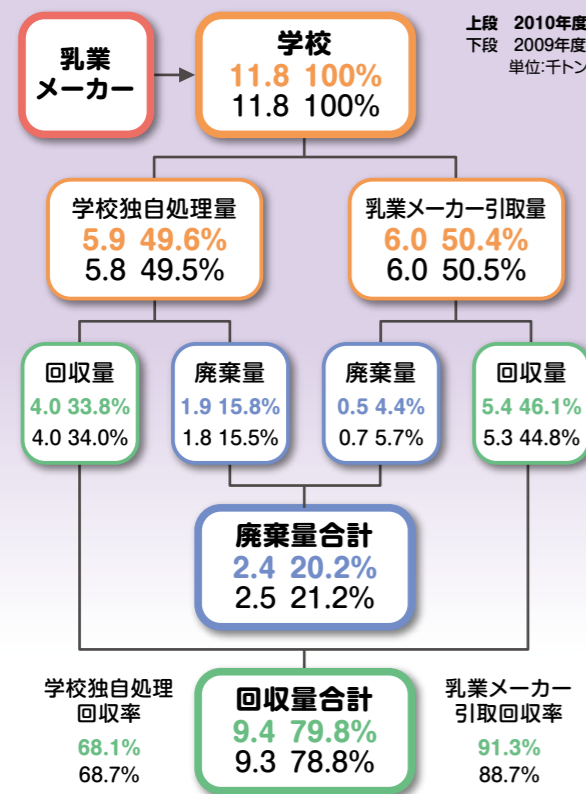 上段 2010年度
下段 2009年度
単位:千トン
乳業
メーカー
学校
11.8 100%
11.8 100%
学校独自処理量
5.9 49.6%
5.8 49.5%
乳業メーカー引取量
6.0 50.4%
6.0 50.5%
回収量
4.0 33.8%
4.0 34.0%
廃棄量
1.9 15.8%
1.8 15.5%
廃棄量
0.5 4.4%
0.7 5.7%
回収量
5.4 46.1%
5.3 44.8%
廃棄量合計
2.4 20.2%
2.5 21.2%
学校独自処理
回収率
68.1%
68.7%
回収量合計
9.4 79.8%
9.3 78.8%
乳業メーカー
引取回収率
91.3%
88.7%